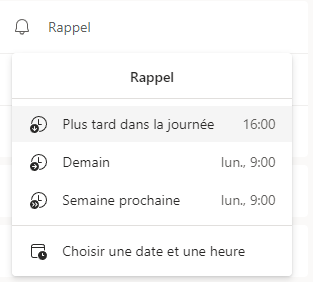 Rappel
Rappel
Plus tard dans la journée 16:00
Demain lun., 9:00
Semaine prochaine lun., 9:00
Choisir une date et une heure